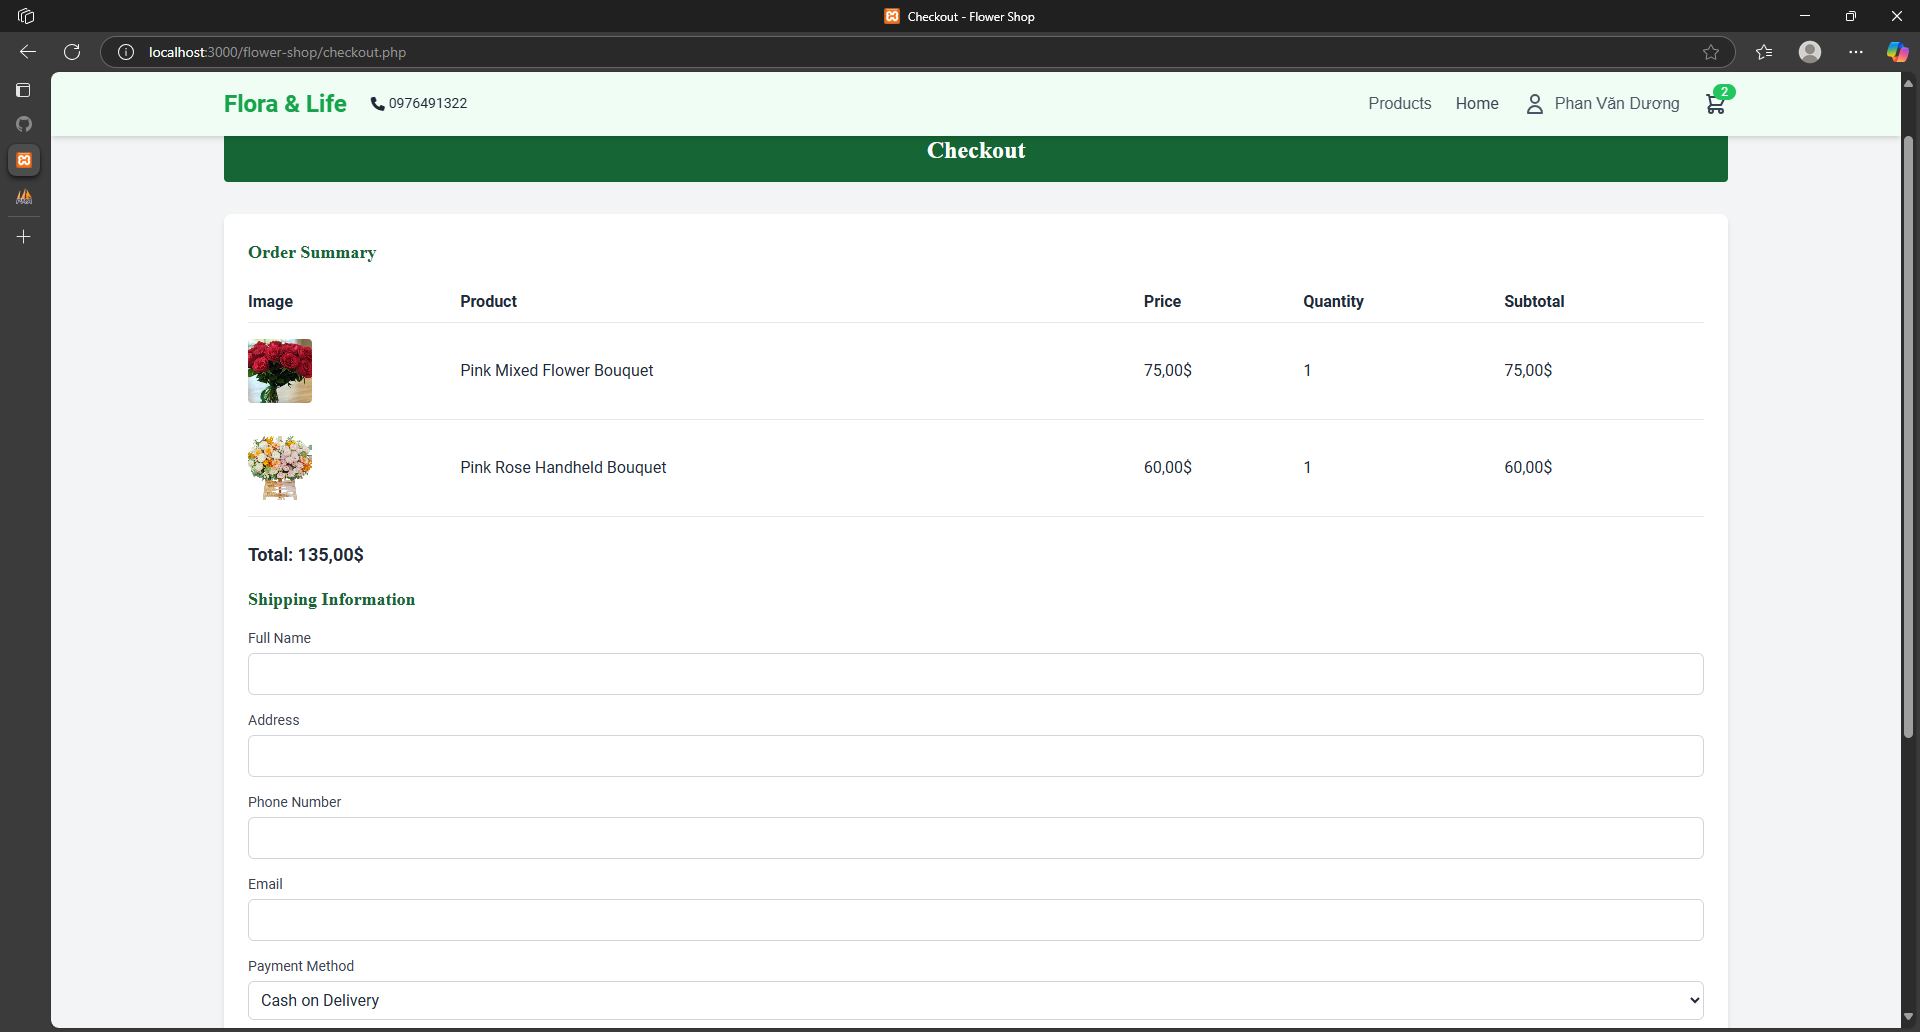 Checkout - Flower Shop
localhost:3000/flower-shop/checkout.php
Flora & Life
0976491322
Products
Home
Phan Văn Dương
2
Checkout
Order Summary
Image Product Price Quantity Subtotal
Pink Mixed Flower Bouquet 75,00$ 1 75,00$
Pink Rose Handheld Bouquet 60,00$ 1 60,00$
Total: 135,00$
Shipping Information
Full Name
Address
Phone Number
Email
Payment Method
Cash on Delivery